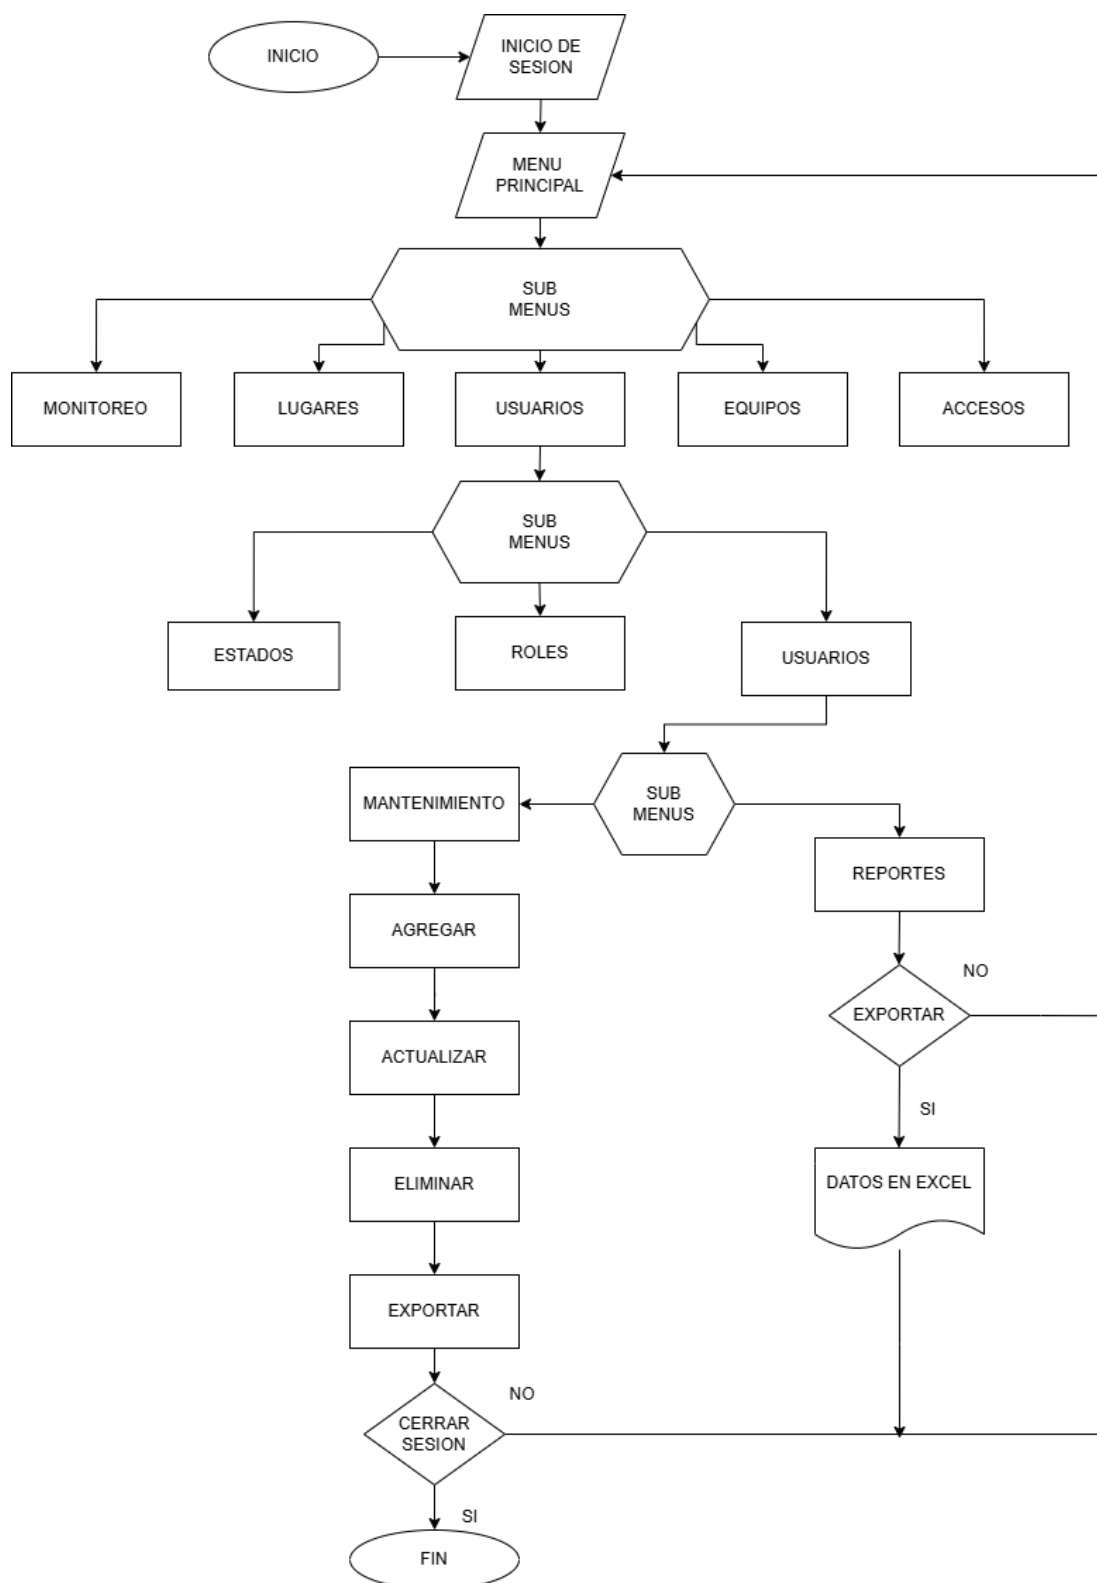 INICIO
INICIO DE
SESION
MENU
PRINCIPAL
SUB
MENUS
MONITOREO
LUGARES
USUARIOS
EQUIPOS
ACCESOS
SUB
MENUS
ESTADOS
ROLES
USUARIOS
SUB
MENUS
MANTENIMIENTO
REPORTES
AGREGAR
NO
EXPORTAR
ACTUALIZAR
SI
ELIMINAR
DATOS EN EXCEL
EXPORTAR
NO
CERRAR
SESION
SI
FIN